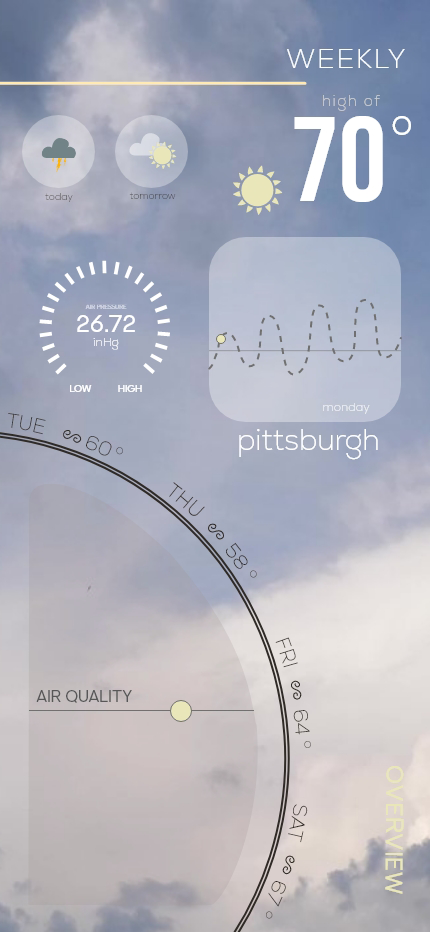 WEEKLY
high of
70°
today
tomorrow
AIR PRESSURE
26.72
inHg
LOW
HIGH
monday
pittsburgh
TUE 60°
THU 58°
FRI 64°
SAT 67°
AIR QUALITY
OVERVIEW